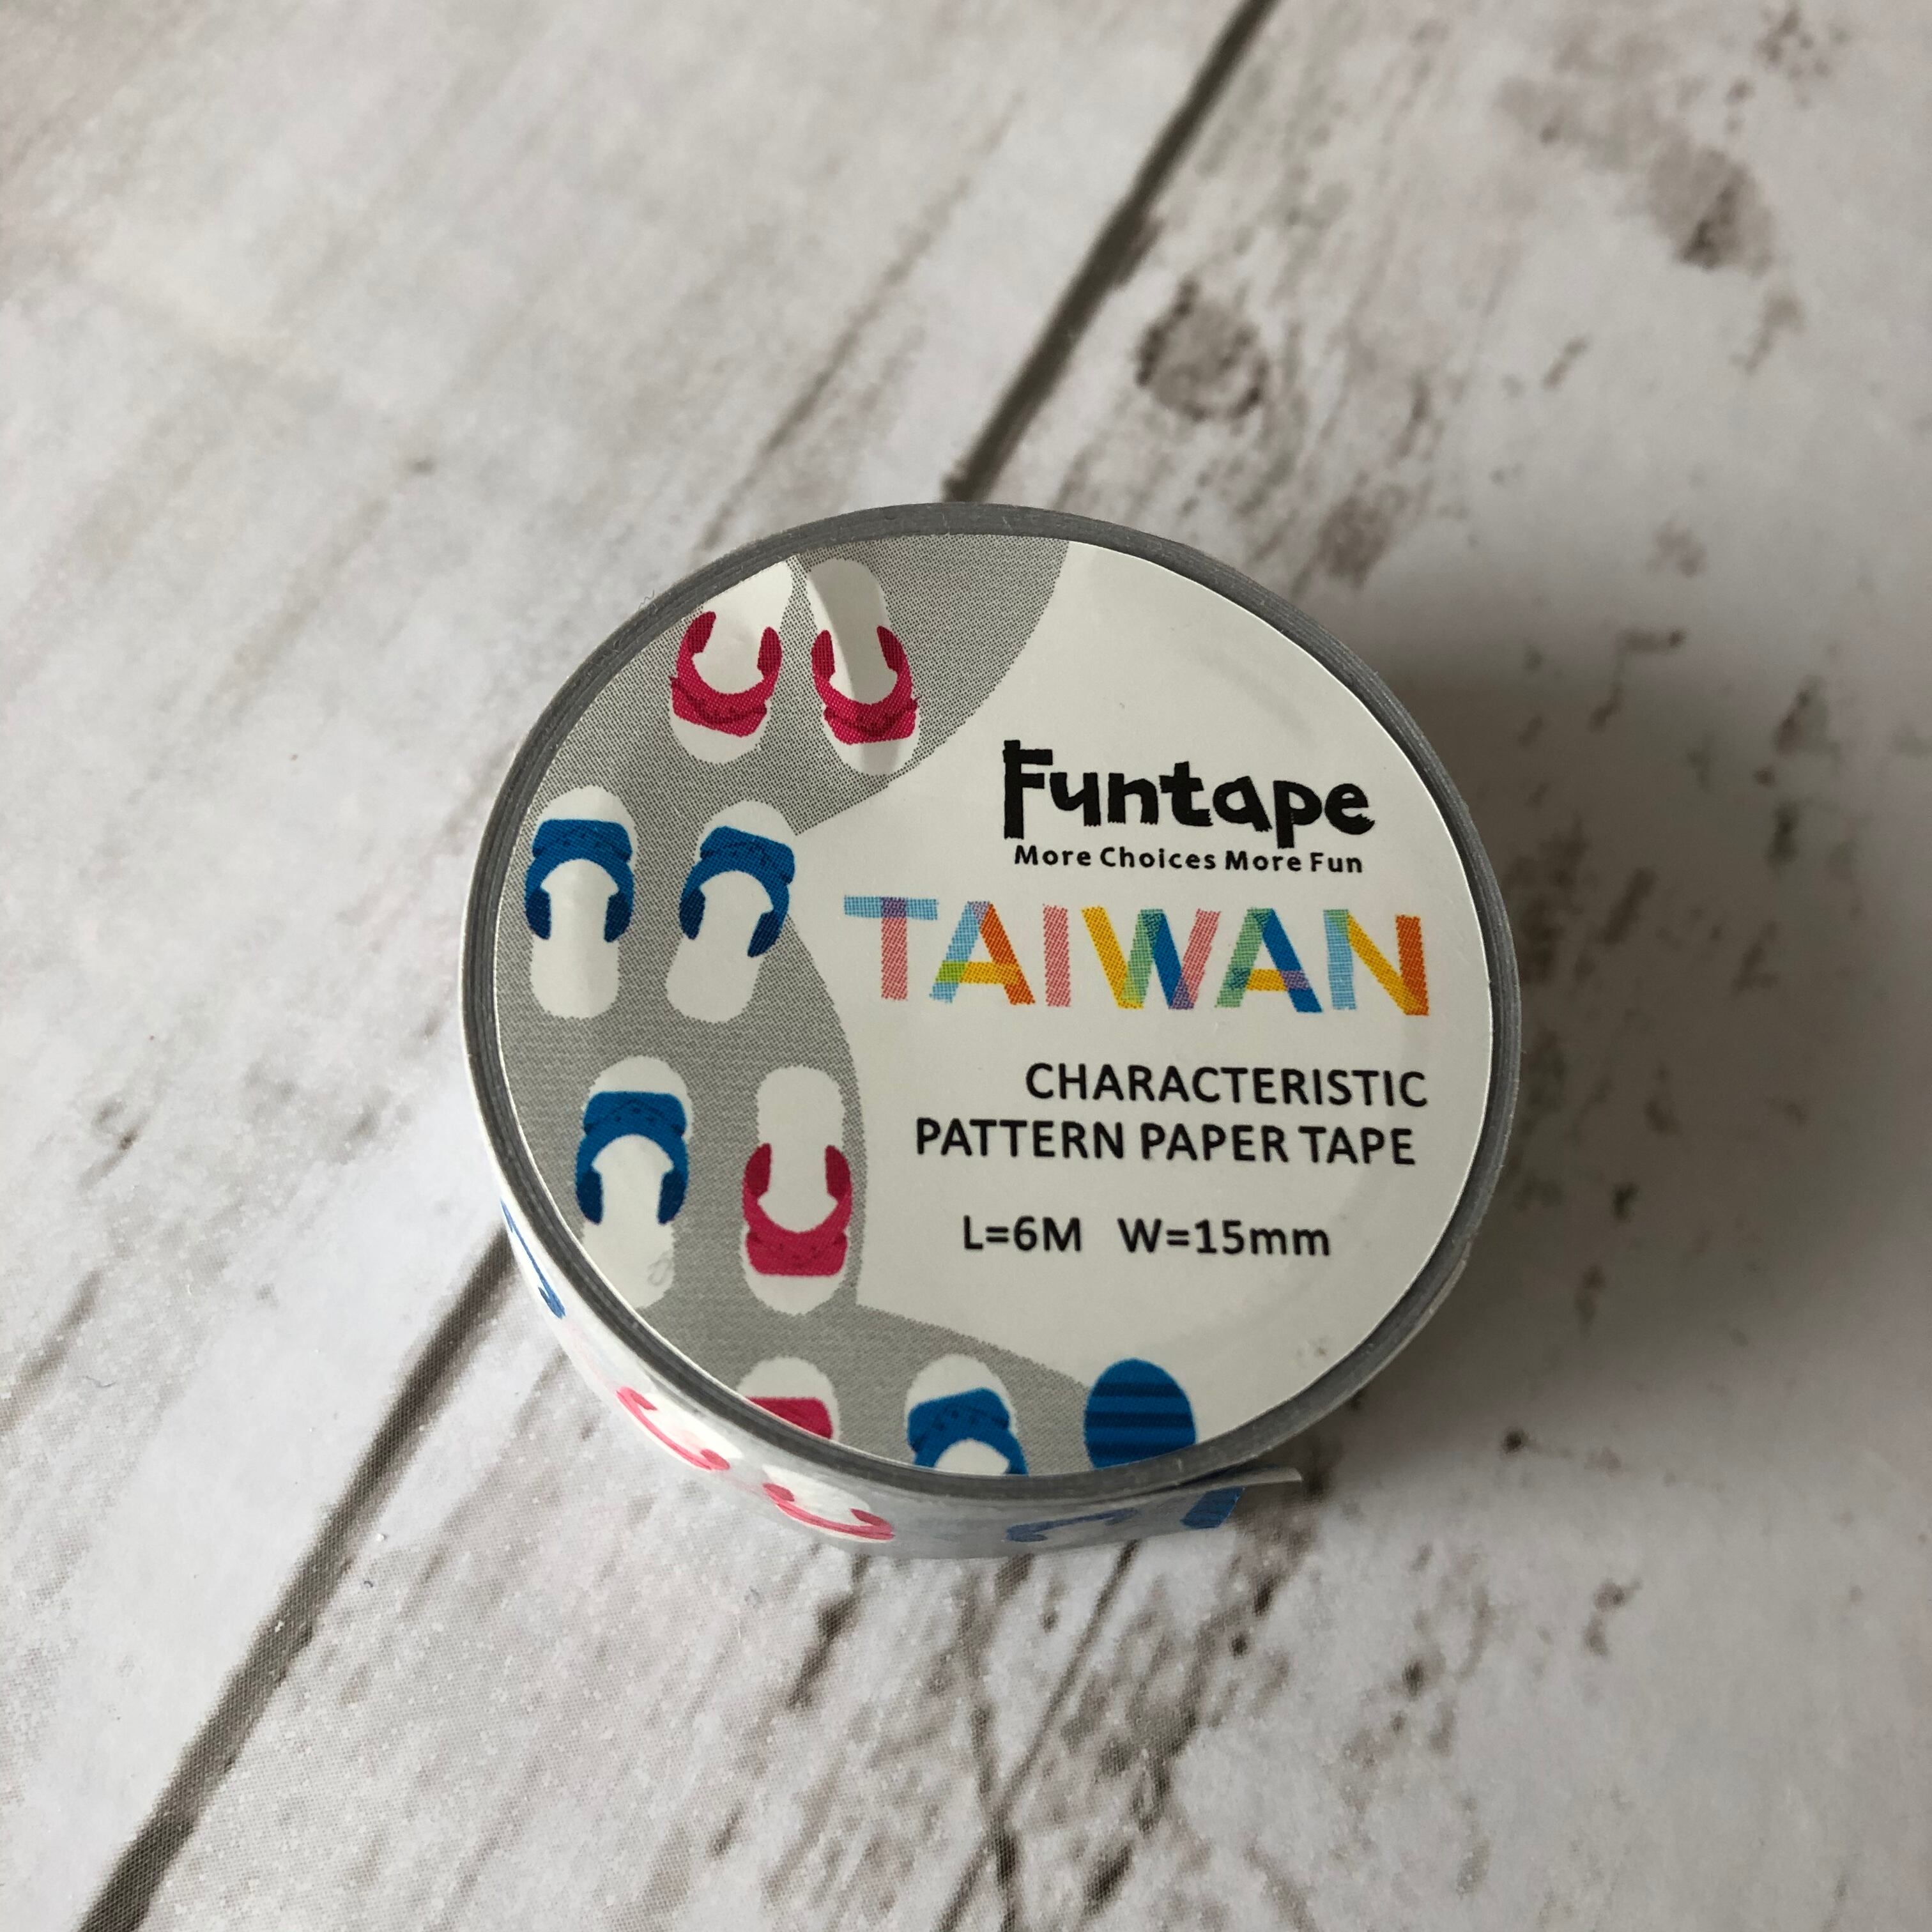 Funtape
More Choices More Fun
TAIWAN
CHARACTERISTIC
PATTERN PAPER TAPE
L=6M W=15mm